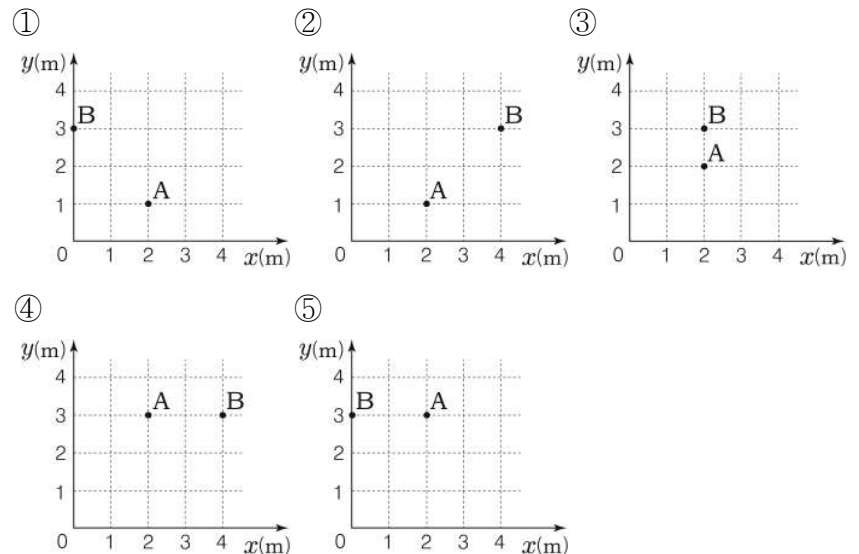 ① ② ③
y(m) y(m) y(m)
4 4 4
3 B 3 B 3 B
2 2 2 A
1 A 1 A 1
0 1 2 3 4 x(m) 0 1 2 3 4 x(m) 0 1 2 3 4 x(m)
④ ⑤
y(m) y(m)
4 4
3 A B 3 B A
2 2
1 1
0 1 2 3 4 x(m) 0 1 2 3 4 x(m)